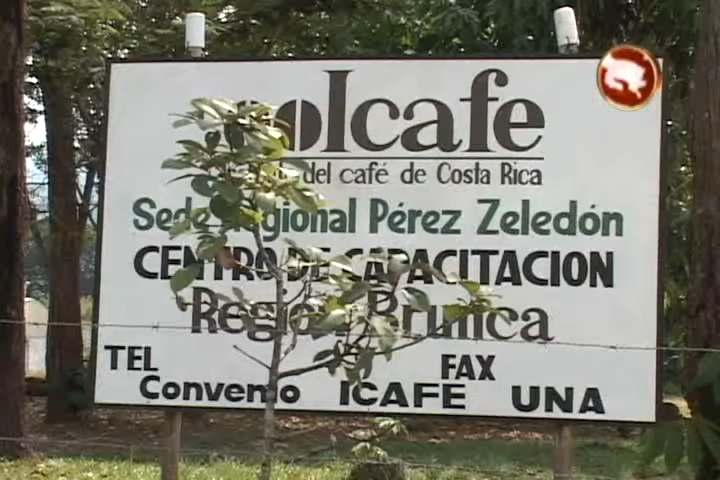 olcafe
del café de Costa Rica
Sede Regional Pérez Zeledón
CENTRO DE CAPACITACION
Region Brunca
TEL FAX
Convenio ICAFE UNA